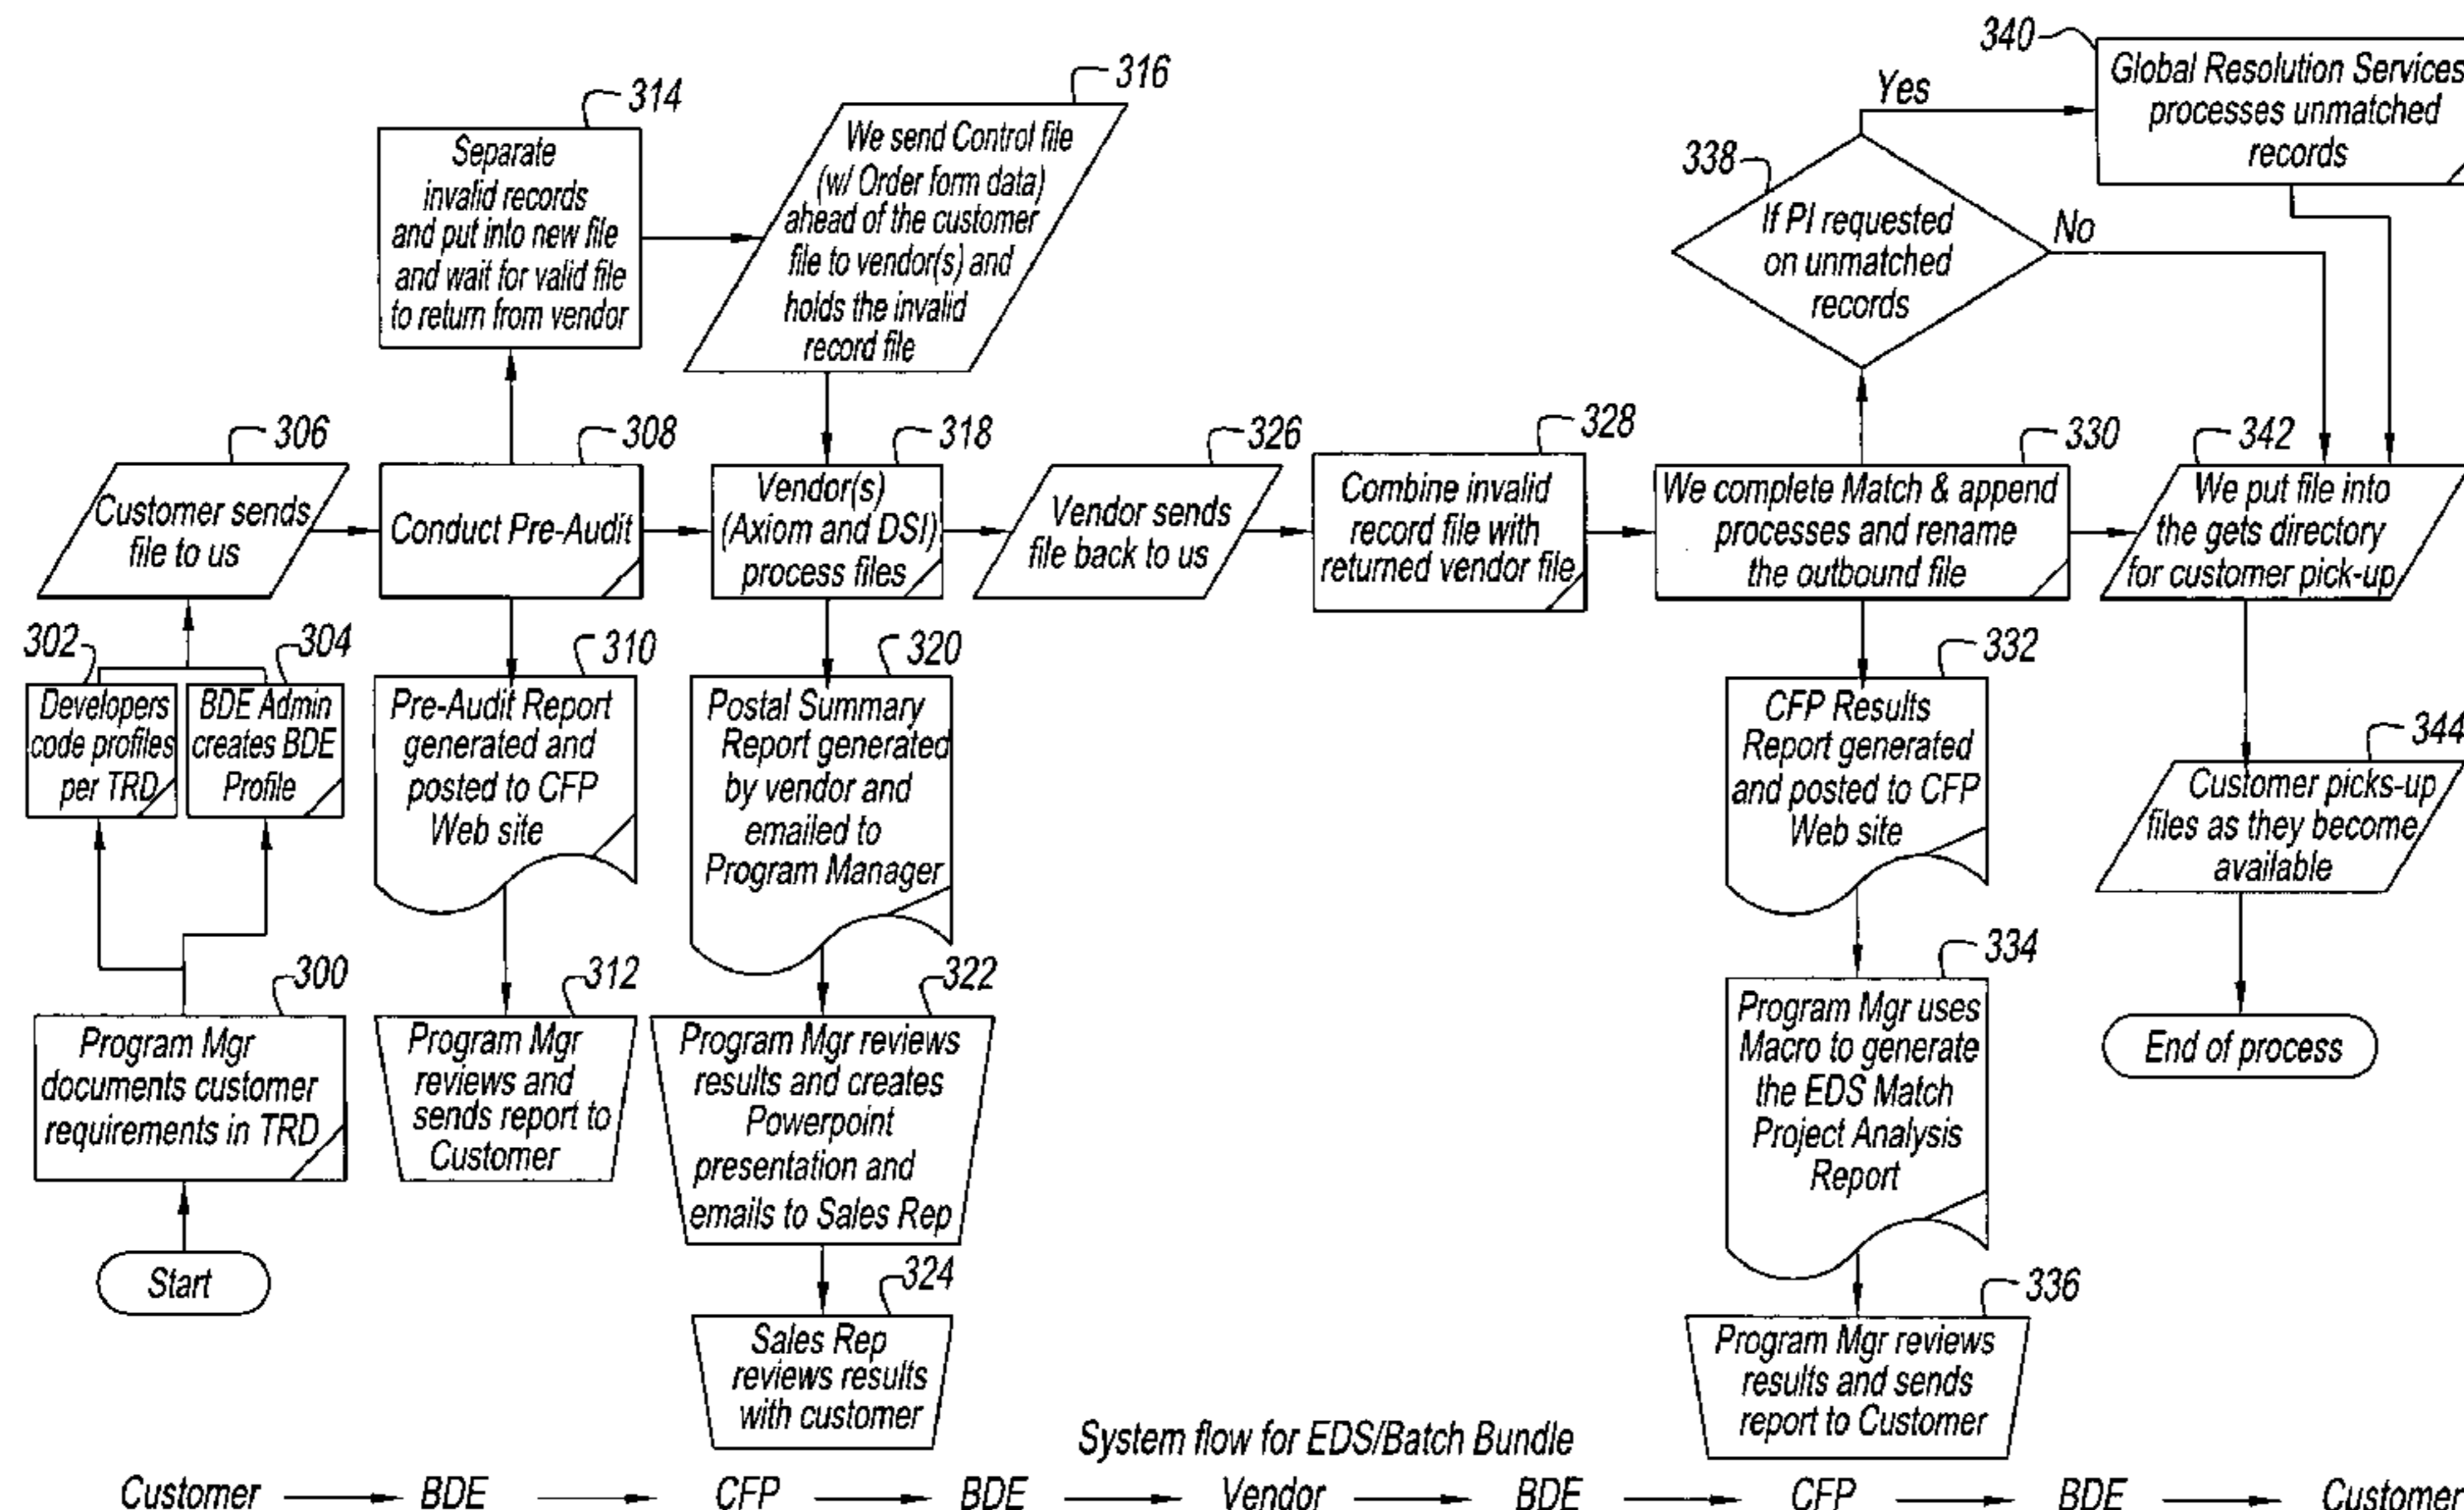 340
Global Resolution Services
processes unmatched
records
Yes
316
We send Control file
(w/ Order form data)
ahead of the customer
file to vendor(s) and
holds the invalid
record file
314
Separate
invalid records
and put into new file
and wait for valid file
to return from vendor
338
If PI requested
on unmatched
records
No
306
Customer sends
file to us
308
Conduct Pre-Audit
318
Vendor(s)
(Axiom and DSI)
process files
326
Vendor sends
file back to us
328
Combine invalid
record file with
returned vendor file
330
We complete Match & append
processes and rename
the outbound file
342
We put file into
the gets directory
for customer pick-up
302
Developers
code profiles
per TRD
304
BDE Admin
creates BDE
Profile
310
Pre-Audit Report
generated and
posted to CFP
Web site
320
Postal Summary
Report generated
by vendor and
emailed to
Program Manager
332
CFP Results
Report generated
and posted to CFP
Web site
344
Customer picks-up
files as they become
available
300
Program Mgr
documents customer
requirements in TRD
312
Program Mgr
reviews and
sends report to
Customer
322
Program Mgr reviews
results and creates
Powerpoint
presentation and
emails to Sales Rep
334
Program Mgr uses
Macro to generate
the EDS Match
Project Analysis
Report
End of process
Start
324
Sales Rep
reviews results
with customer
336
Program Mgr reviews
results and sends
report to Customer
System flow for EDS/Batch Bundle
Customer BDE CFP BDE Vendor BDE CFP BDE Customer